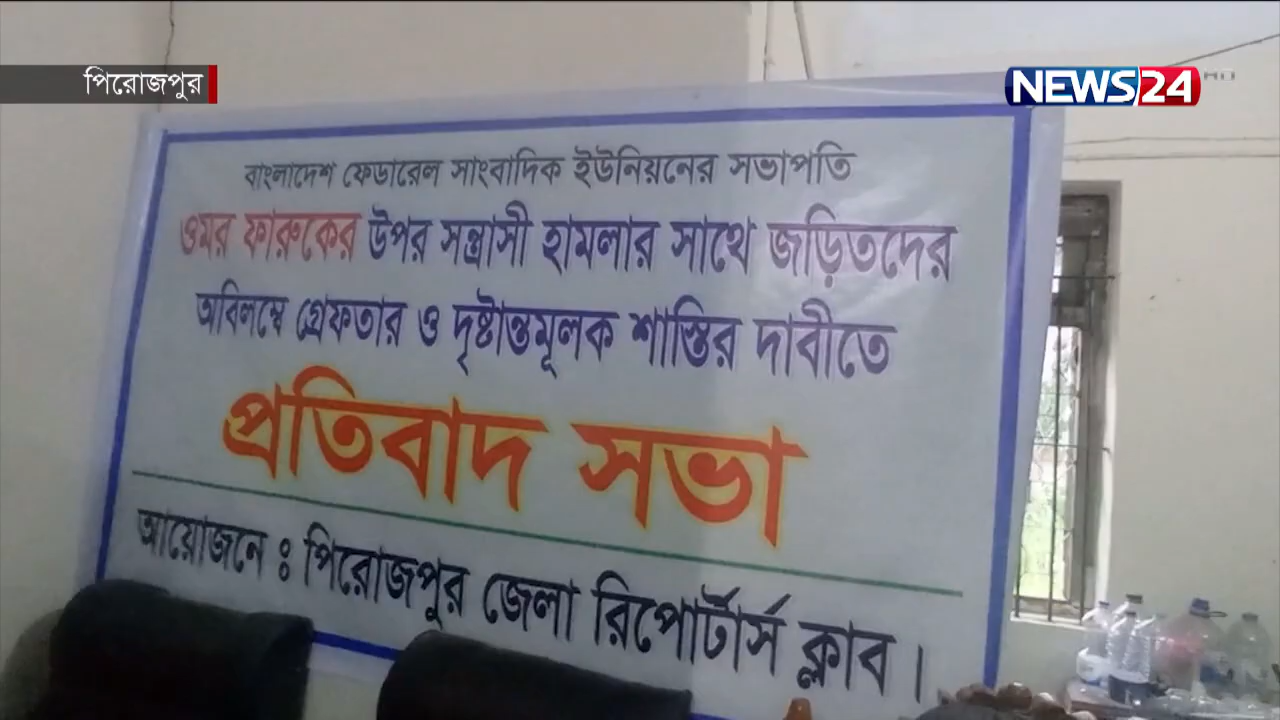 পিরোজপুর
NEWS24 HD
বাংলাদেশ ফেডারেল সাংবাদিক ইউনিয়নের সভাপতি
ওমর ফারুকের উপর সন্ত্রাসী হামলার সাথে জড়িতদের
অবিলম্বে গ্রেফতার ও দৃষ্টান্তমূলক শাস্তির দাবীতে
প্রতিবাদ সভা
আয়োজনে ঃ পিরোজপুর জেলা রিপোর্টার্স ক্লাব ।